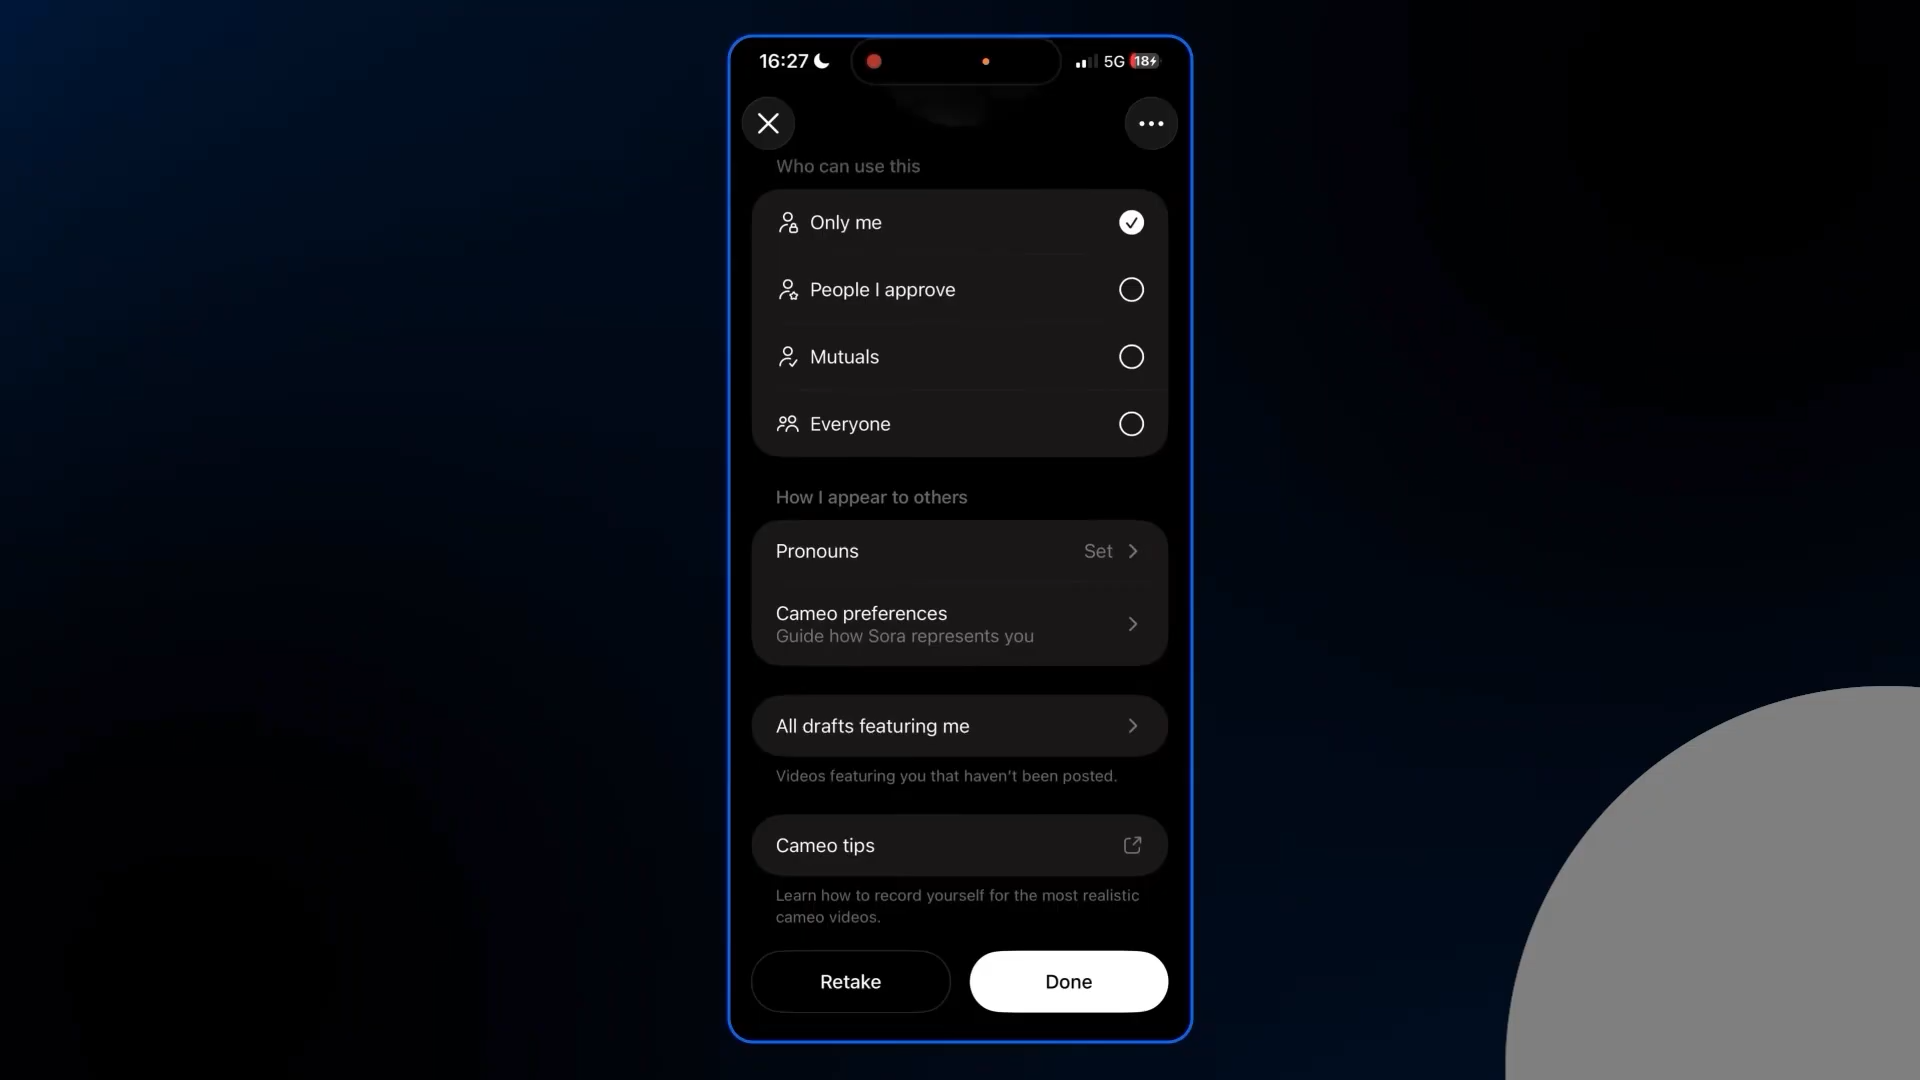 16:27
5G 18
Who can use this
Only me
People I approve
Mutuals
Everyone
How I appear to others
Pronouns
Set
Cameo preferences
Guide how Sora represents you
All drafts featuring me
Videos featuring you that haven't been posted.
Cameo tips
Learn how to record yourself for the most realistic
cameo videos.
Retake
Done